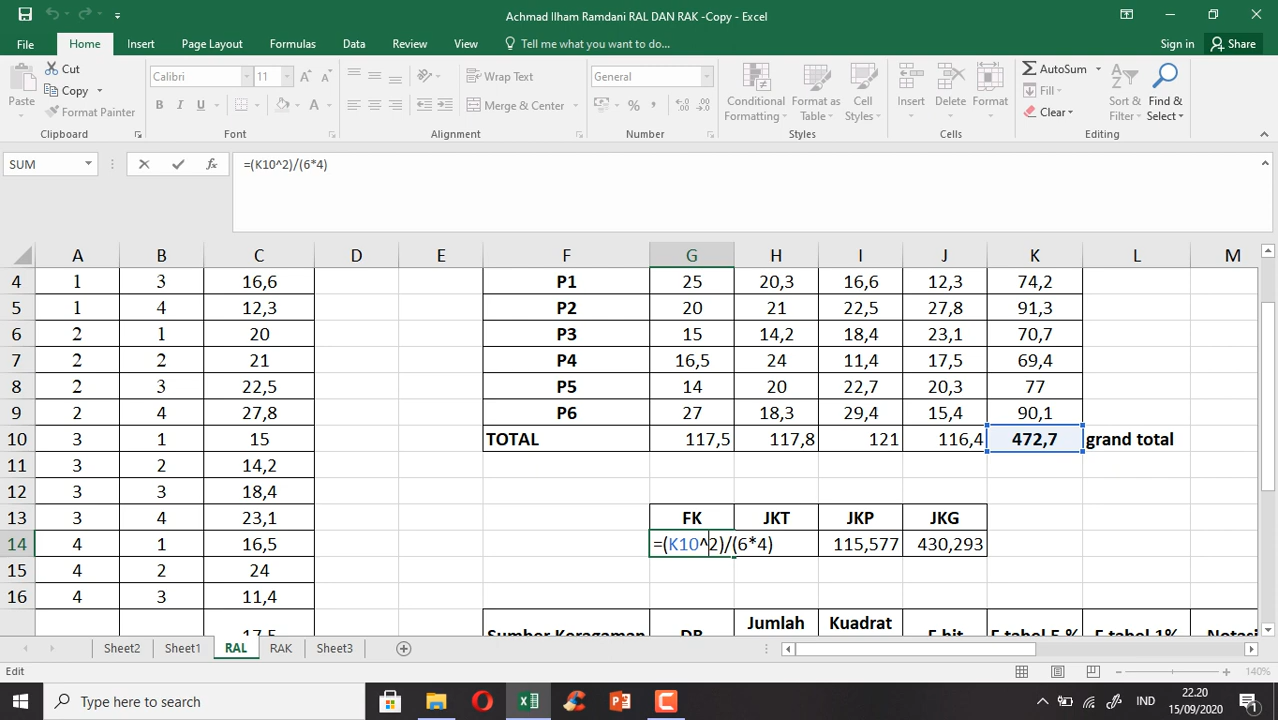 Achmad Ilham Ramdani RAL DAN RAK -Copy - Excel
File Home Insert Page Layout Formulas Data Review View Tell me what you want to do... Sign in Share
Paste Cut Copy Format Painter Clipboard
Calibri 11 B I U A A A Font
Wrap Text Merge & Center Alignment
General % , Number
Conditional Formatting Format as Table Cell Styles Styles
Insert Delete Format Cells
AutoSum Fill Clear Sort & Filter Find & Select Editing
SUM fx =(K10^2)/(6*4)
A B C D E F G H I J K L M
4 1 3 16,6 P1 25 20,3 16,6 12,3 74,2
5 1 4 12,3 P2 20 21 22,5 27,8 91,3
6 2 1 20 P3 15 14,2 18,4 23,1 70,7
7 2 2 21 P4 16,5 24 11,4 17,5 69,4
8 2 3 22,5 P5 14 20 22,7 20,3 77
9 2 4 27,8 P6 27 18,3 29,4 15,4 90,1
10 3 1 15 TOTAL 117,5 117,8 121 116,4 472,7 grand total
11 3 2 14,2
12 3 3 18,4
13 3 4 23,1 FK JKT JKP JKG
14 4 1 16,5 =(K10^2)/(6*4) 115,577 430,293
15 4 2 24
16 4 3 11,4
17,5 Sumber Keragaman DB Jumlah Kuadrat F hit F tabel 5 % F tabel 1% Notasi
Sheet2 Sheet1 RAL RAK Sheet3
Edit 140%
Type here to search IND 22.20
15/09/2020